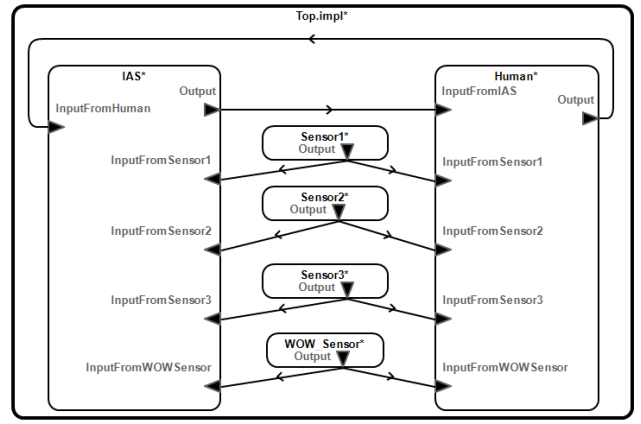 Top.impl*
IAS*
Output
InputFromHuman
InputFromSensor1
InputFromSensor2
InputFromSensor3
InputFromWOWSensor
Sensor1*
Output
Sensor2*
Output
Sensor3*
Output
WOW_Sensor*
Output
Human*
InputFromIAS
Output
InputFromSensor1
InputFromSensor2
InputFromSensor3
InputFromWOWSensor